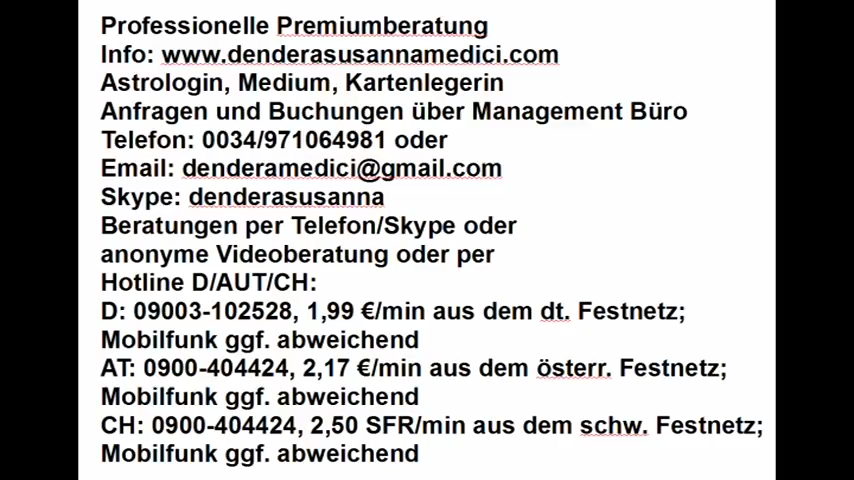 Professionelle Premiumberatung
Info: www.denderasusannamedici.com
Astrologin, Medium, Kartenlegerin
Anfragen und Buchungen über Management Büro
Telefon: 0034/971064981 oder
Email: denderamedici@gmail.com
Skype: denderasusanna
Beratungen per Telefon/Skype oder
anonyme Videoberatung oder per
Hotline D/AUT/CH:
D: 09003-102528, 1,99 €/min aus dem dt. Festnetz;
Mobilfunk ggf. abweichend
AT: 0900-404424, 2,17 €/min aus dem österr. Festnetz;
Mobilfunk ggf. abweichend
CH: 0900-404424, 2,50 SFR/min aus dem schw. Festnetz;
Mobilfunk ggf. abweichend